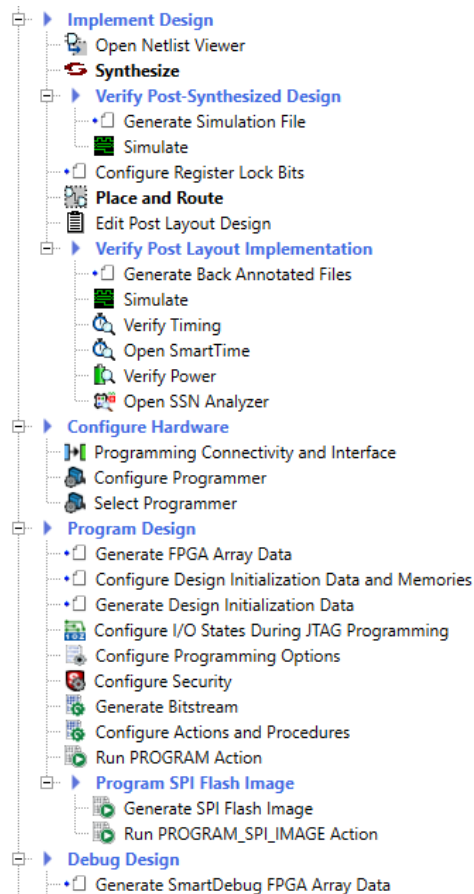 Implement Design
Open Netlist Viewer
Synthesize
Verify Post-Synthesized Design
Generate Simulation File
Simulate
Configure Register Lock Bits
Place and Route
Edit Post Layout Design
Verify Post Layout Implementation
Generate Back Annotated Files
Simulate
Verify Timing
Open SmartTime
Verify Power
Open SSN Analyzer
Configure Hardware
Programming Connectivity and Interface
Configure Programmer
Select Programmer
Program Design
Generate FPGA Array Data
Configure Design Initialization Data and Memories
Generate Design Initialization Data
Configure I/O States During JTAG Programming
Configure Programming Options
Configure Security
Generate Bitstream
Configure Actions and Procedures
Run PROGRAM Action
Program SPI Flash Image
Generate SPI Flash Image
Run PROGRAM_SPI_IMAGE Action
Debug Design
Generate SmartDebug FPGA Array Data